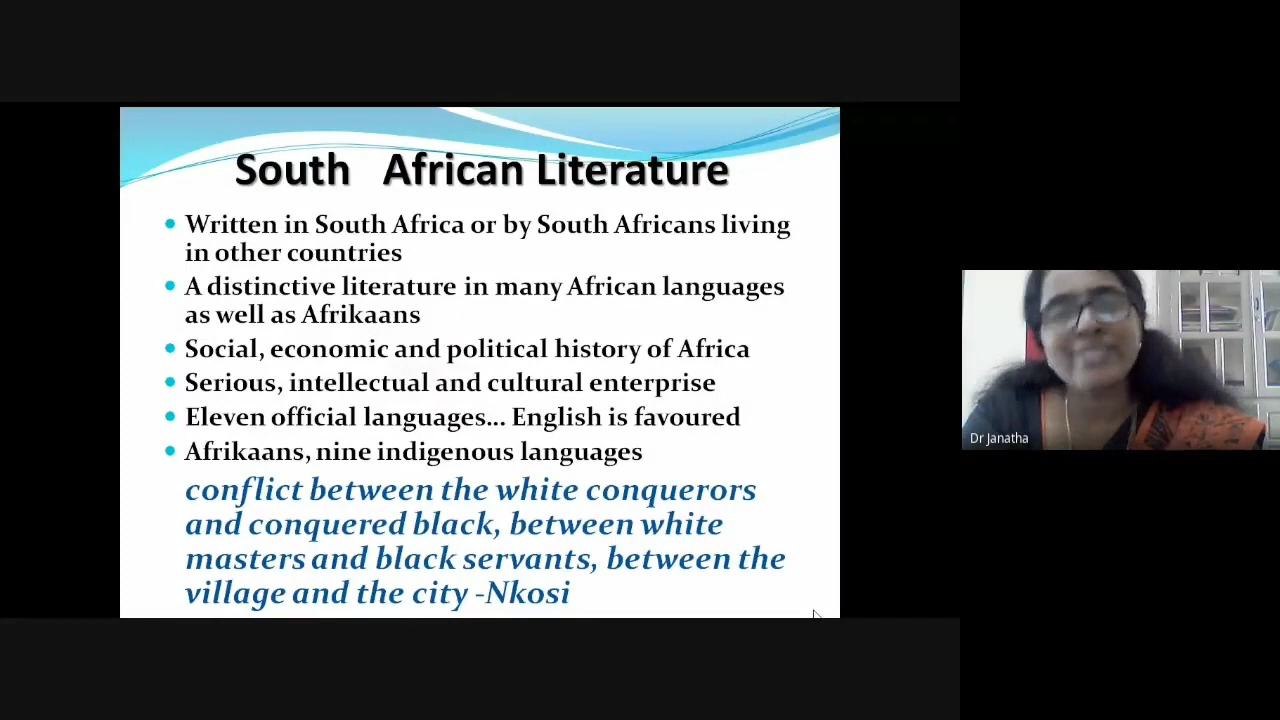 South African Literature
Written in South Africa or by South Africans living
in other countries
A distinctive literature in many African languages
as well as Afrikaans
Social, economic and political history of Africa
Serious, intellectual and cultural enterprise
Eleven official languages... English is favoured
Afrikaans, nine indigenous languages
conflict between the white conquerors
and conquered black, between white
masters and black servants, between the
village and the city -Nkosi
Dr Janatha